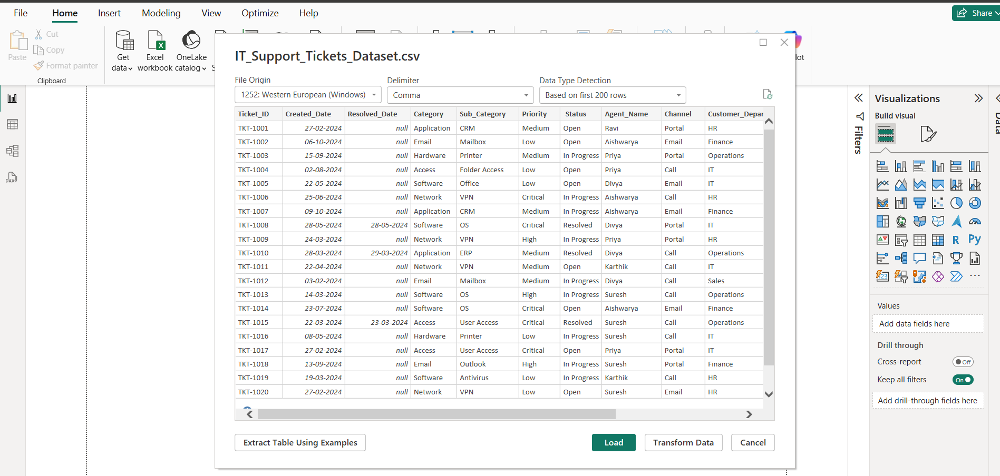 File Home Insert Modeling View Optimize Help Share
Cut
Copy
Format painter
Paste
Clipboard
Get data
Excel workbook
OneLake catalog
lot
IT_Support_Tickets_Dataset.csv
File Origin Delimiter Data Type Detection
1252: Western European (Windows) Comma Based on first 200 rows
Ticket_ID Created_Date Resolved_Date Category Sub_Category Priority Status Agent_Name Channel Customer_Depar
TKT-1001 27-02-2024 null Application CRM Medium Open Ravi Portal HR
TKT-1002 06-10-2024 null Email Mailbox Low Open Aishwarya Email Finance
TKT-1003 15-09-2024 null Hardware Printer Medium In Progress Priya Portal Operations
TKT-1004 02-08-2024 null Access Folder Access Low Open Priya Call IT
TKT-1005 22-05-2024 null Software Office Low Open Divya Email IT
TKT-1006 25-06-2024 null Network VPN Critical In Progress Aishwarya Call HR
TKT-1007 09-10-2024 null Application CRM Medium In Progress Aishwarya Email Finance
TKT-1008 28-05-2024 28-05-2024 Software OS Critical Resolved Divya Portal IT
TKT-1009 24-03-2024 null Network VPN High In Progress Priya Portal HR
TKT-1010 28-03-2024 29-03-2024 Application ERP Medium Resolved Divya Call Operations
TKT-1011 22-04-2024 null Network VPN Medium Open Karthik Call IT
TKT-1012 03-02-2024 null Email Mailbox Medium In Progress Divya Call Sales
TKT-1013 14-03-2024 null Software OS High In Progress Suresh Call Operations
TKT-1014 23-07-2024 null Software OS Critical Open Aishwarya Email Finance
TKT-1015 22-03-2024 23-03-2024 Access User Access Critical Resolved Suresh Call Operations
TKT-1016 08-05-2024 null Hardware Printer Low In Progress Suresh Call IT
TKT-1017 27-02-2024 null Access User Access Critical Open Priya Portal IT
TKT-1018 13-09-2024 null Email Outlook High In Progress Suresh Portal Finance
TKT-1019 19-03-2024 null Software Antivirus Low In Progress Karthik Call HR
TKT-1020 27-02-2024 null Network VPN Low Open Suresh Email HR
Extract Table Using Examples Load Transform Data Cancel
Filters
Visualizations
Build visual
R Py
123
Values
Add data fields here
Drill through
Cross-report Off
Keep all filters On
Add drill-through fields here
Data
DAX